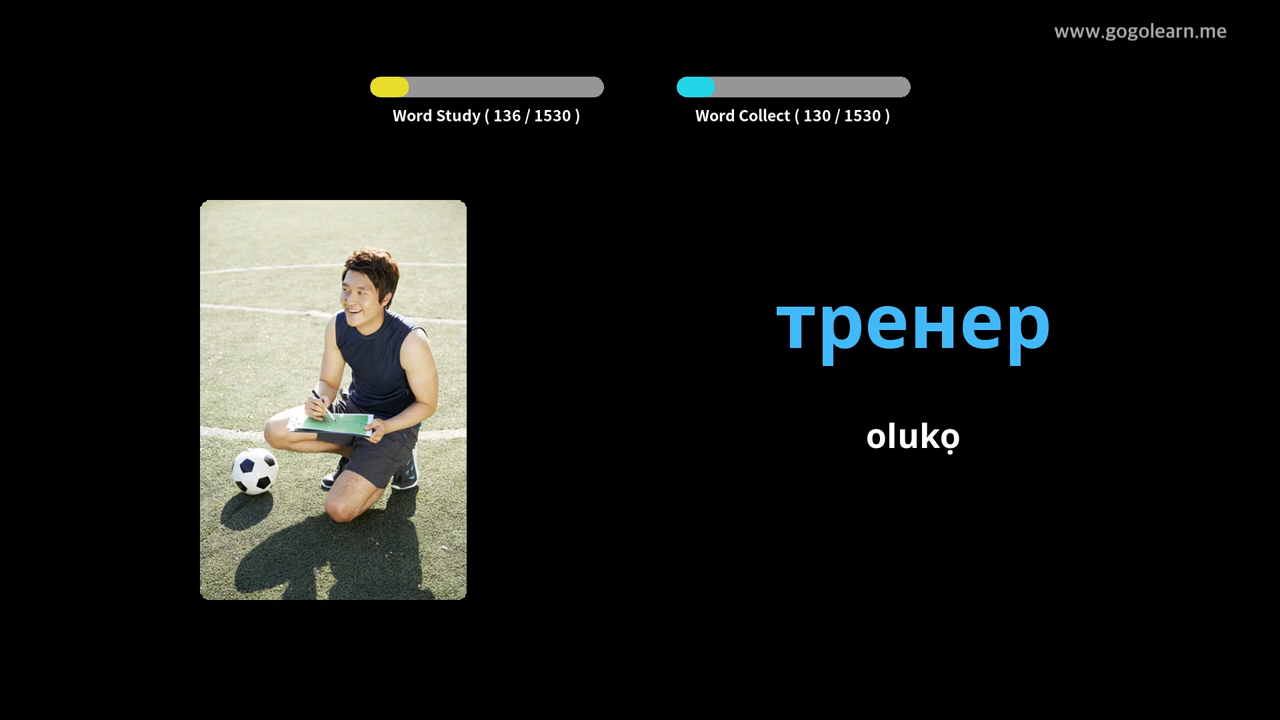 www.gogolearn.me
Word Study ( 136 / 1530 )
Word Collect ( 130 / 1530 )
тренер
olukọ